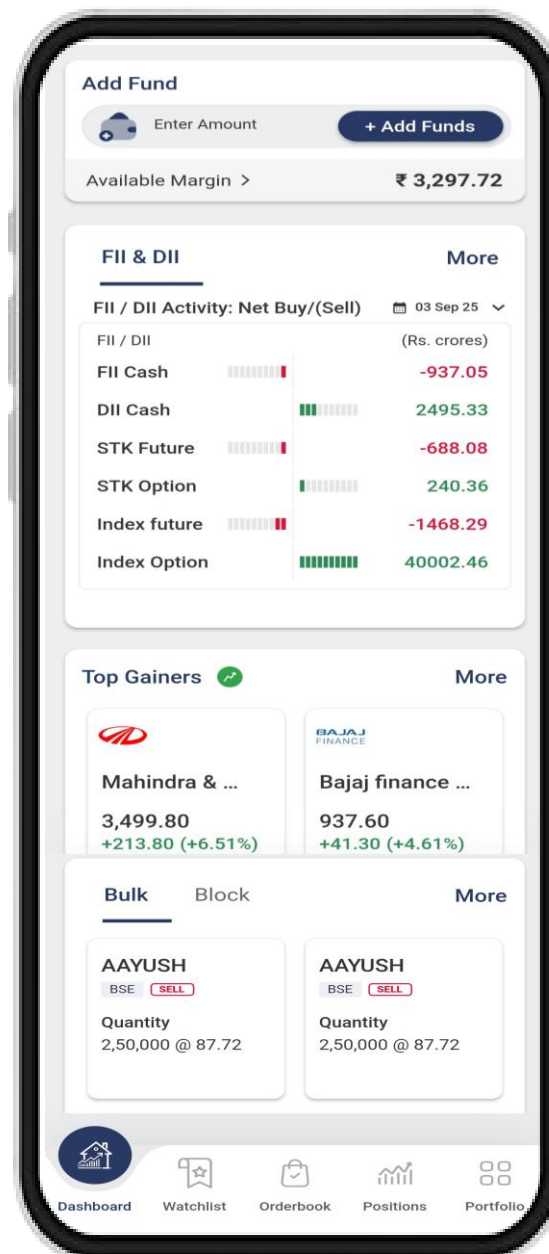 Add Fund
Enter Amount
+ Add Funds
Available Margin > ₹ 3,297.72
FII & DII More
FII / DII Activity: Net Buy/(Sell) 03 Sep 25
FII / DII (Rs. crores)
FII Cash -937.05
DII Cash 2495.33
STK Future -688.08
STK Option 240.36
Index future -1468.29
Index Option 40002.46
Top Gainers More
BAJAJ
FINANCE
Mahindra & ... Bajaj finance ...
3,499.80 937.60
+213.80 (+6.51%) +41.30 (+4.61%)
Bulk Block More
AAYUSH AAYUSH
BSE SELL BSE SELL
Quantity Quantity
2,50,000 @ 87.72 2,50,000 @ 87.72
Dashboard Watchlist Orderbook Positions Portfolio